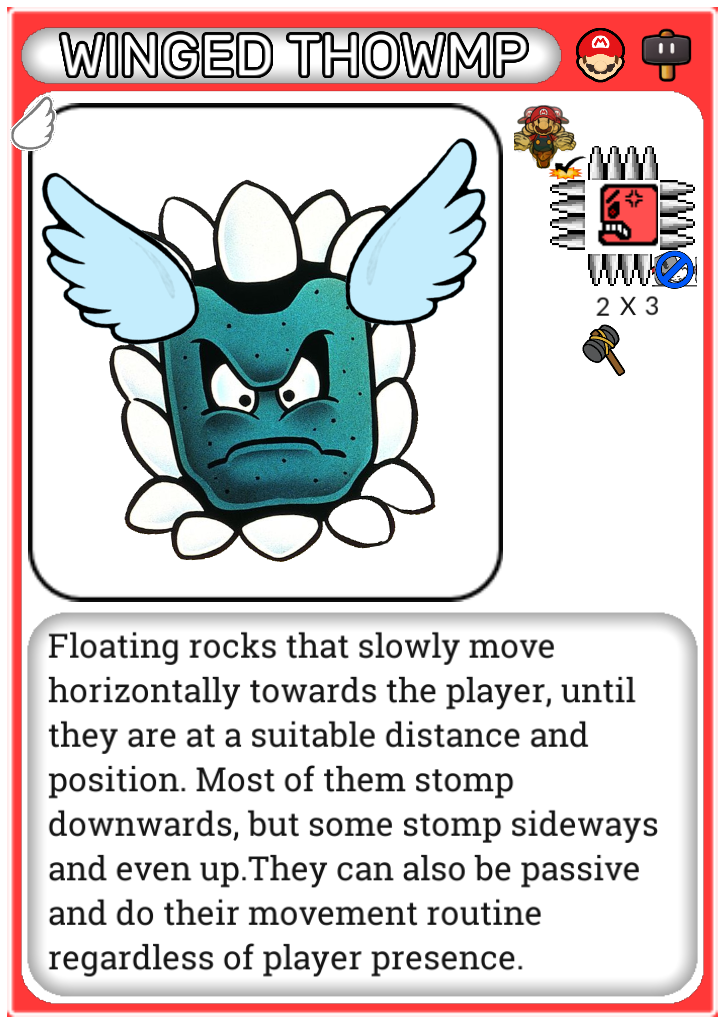 WINGED THOWMP
2 X 3
Floating rocks that slowly move
horizontally towards the player, until
they are at a suitable distance and
position. Most of them stomp
downwards, but some stomp sideways
and even up.They can also be passive
and do their movement routine
regardless of player presence.